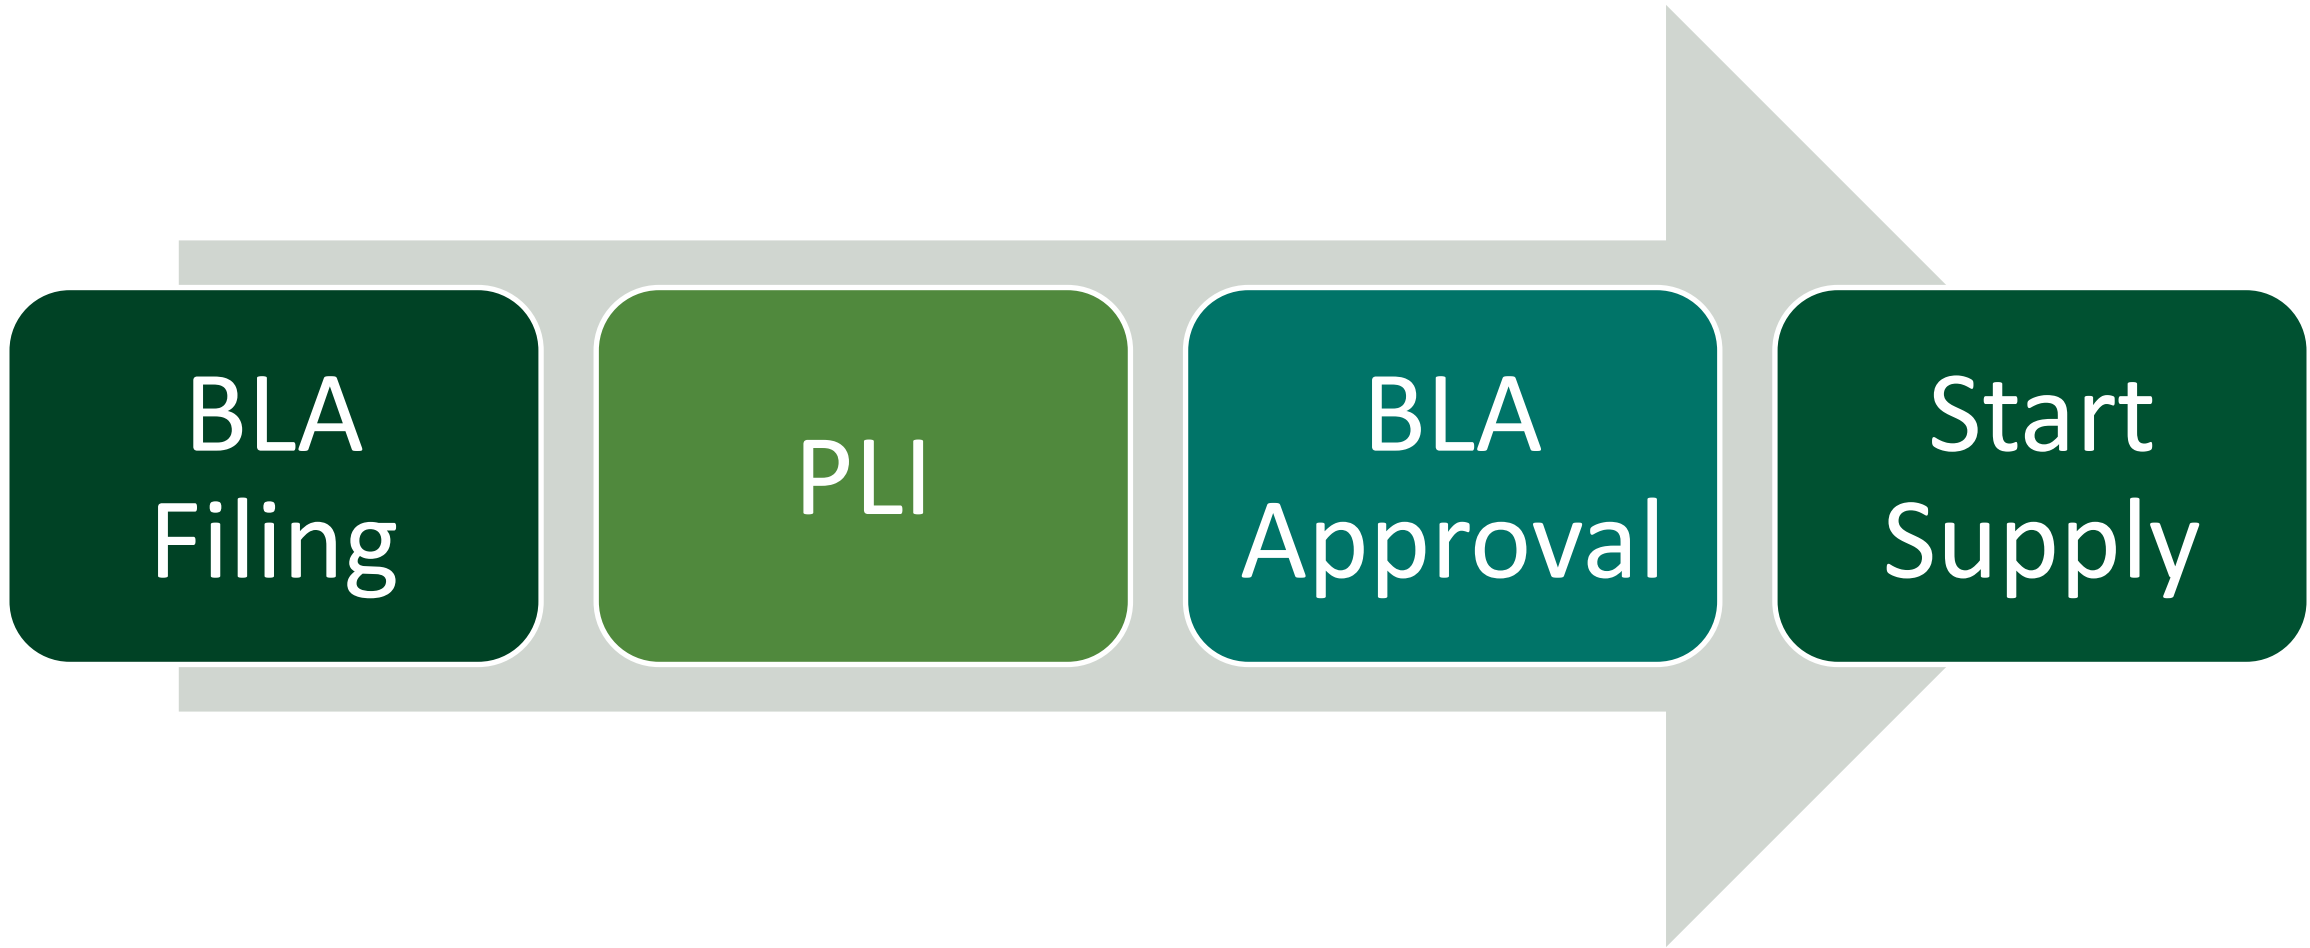 BLA
Filing
PLI
BLA
Approval
Start
Supply